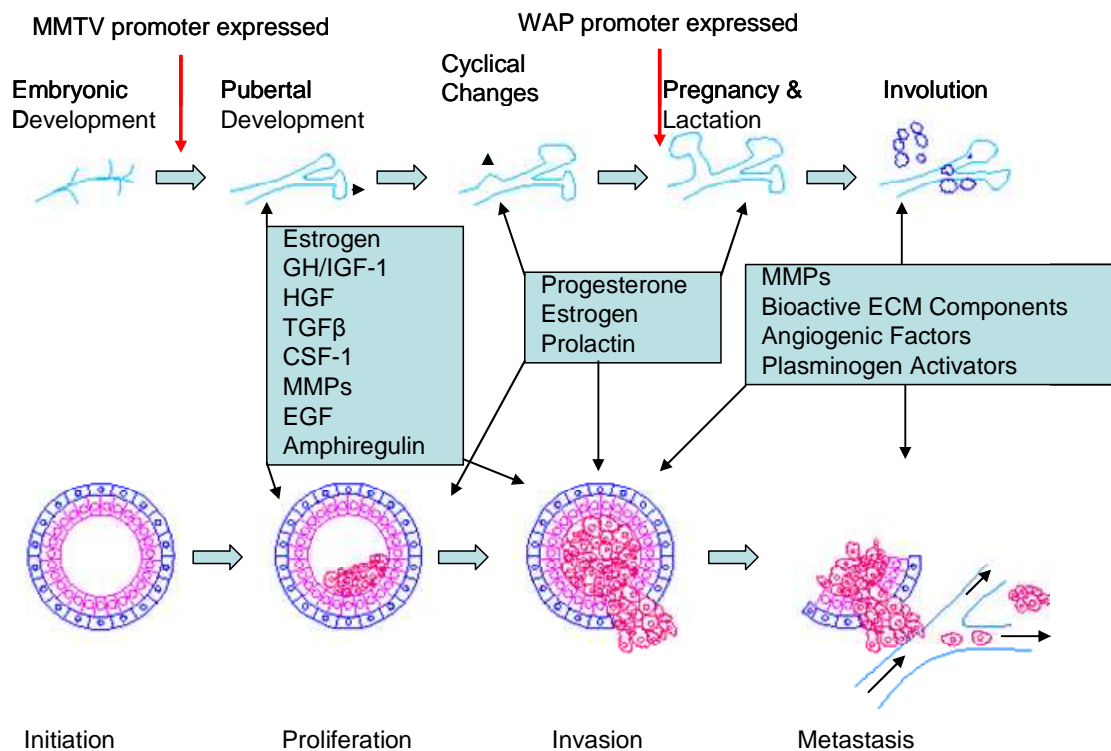 MMTV promoter expressed
WAP promoter expressed
Embryonic
Development
Pubertal
Development
Cyclical
Changes
Pregnancy &
Lactation
Involution
Estrogen
GH/IGF-1
HGF
TGFβ
CSF-1
MMPs
EGF
Amphiregulin
Progesterone
Estrogen
Prolactin
MMPs
Bioactive ECM Components
Angiogenic Factors
Plasminogen Activators
Initiation
Proliferation
Invasion
Metastasis